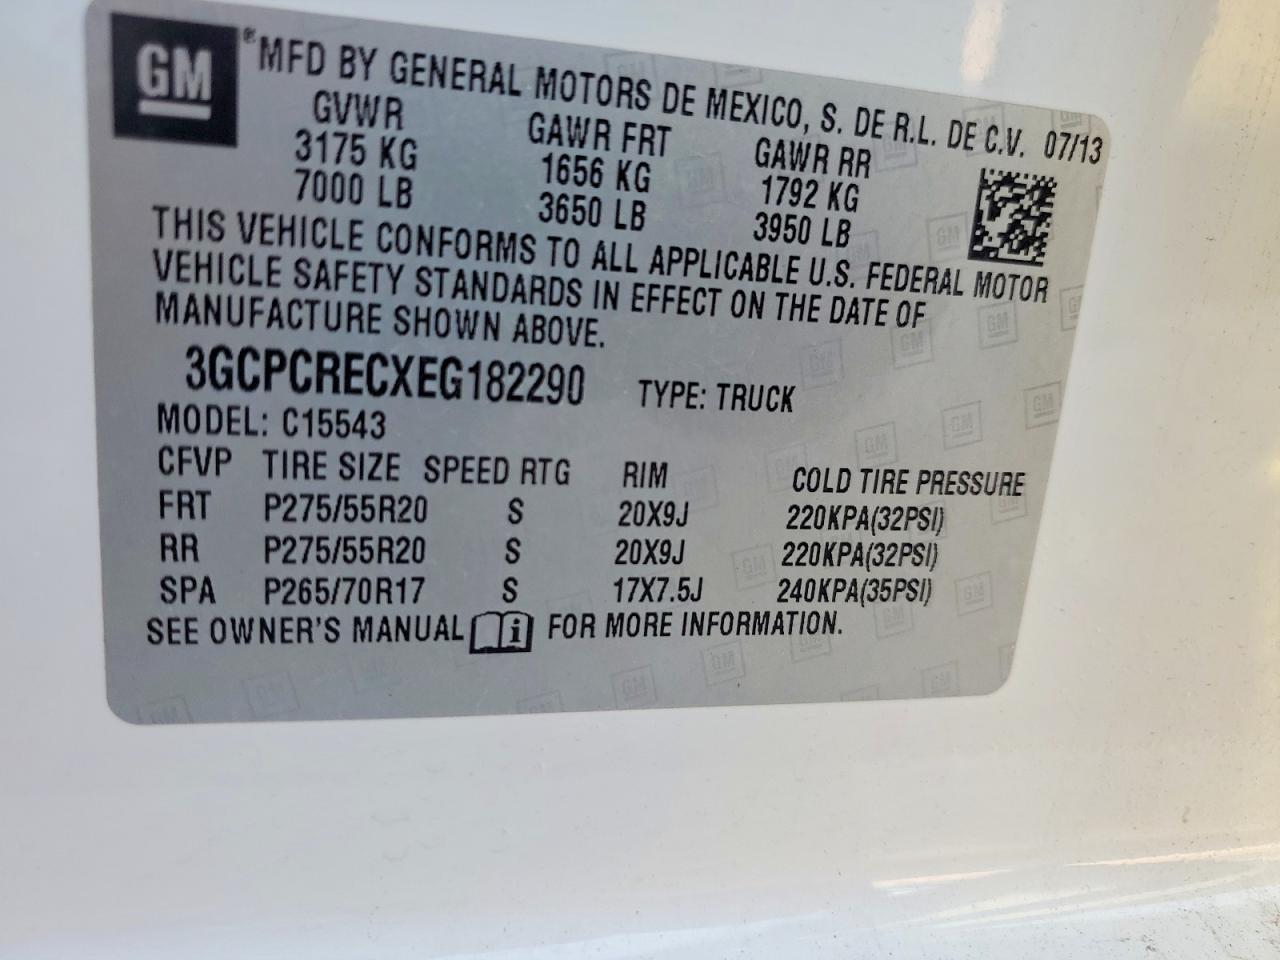 GM
® MFD BY GENERAL MOTORS DE MEXICO, S. DE R.L. DE C.V. 07/13
GVWR GAWR FRT GAWR RR
3175 KG 1656 KG 1792 KG
7000 LB 3650 LB 3950 LB
THIS VEHICLE CONFORMS TO ALL APPLICABLE U.S. FEDERAL MOTOR
VEHICLE SAFETY STANDARDS IN EFFECT ON THE DATE OF
MANUFACTURE SHOWN ABOVE.
3GCPCRECXEG182290 TYPE: TRUCK
MODEL: C15543
CFVP TIRE SIZE SPEED RTG RIM COLD TIRE PRESSURE
FRT P275/55R20 S 20X9J 220KPA(32PSI)
RR P275/55R20 S 20X9J 220KPA(32PSI)
SPA P265/70R17 S 17X7.5J 240KPA(35PSI)
SEE OWNER'S MANUAL i FOR MORE INFORMATION.